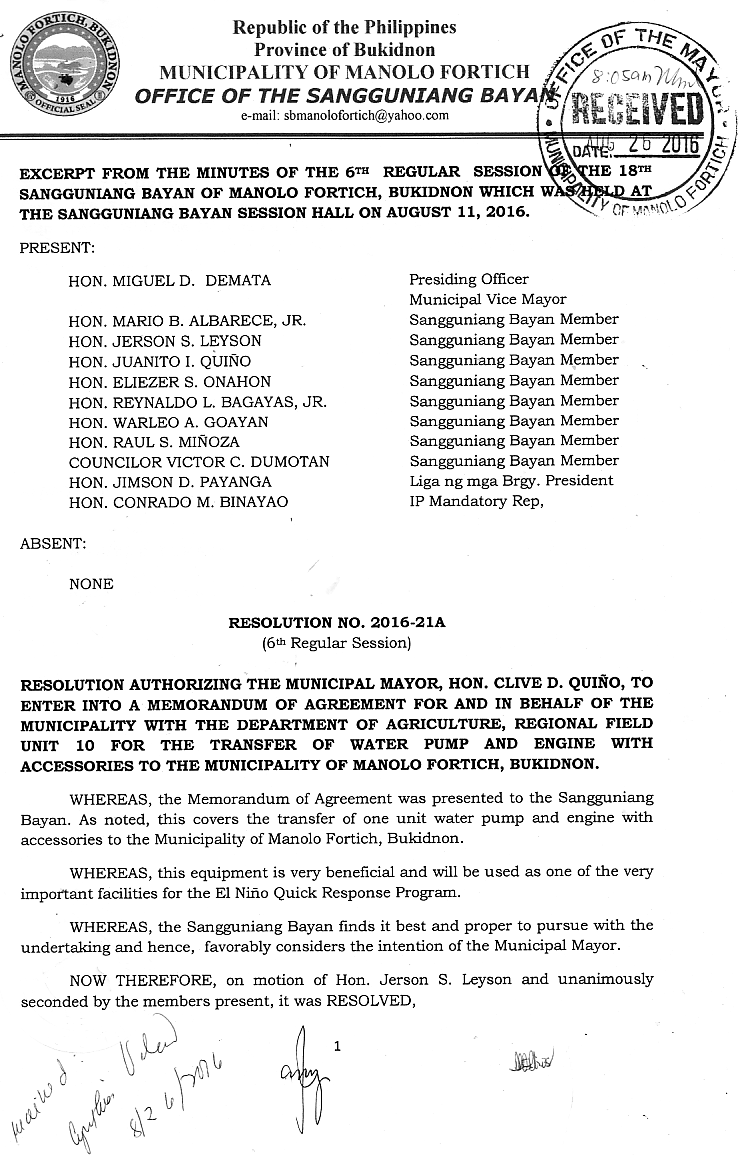 MANOLO FORTICH, BUKIDNON
1916
OFFICIAL SEAL
Republic of the Philippines
Province of Bukidnon
MUNICIPALITY OF MANOLO FORTICH
OFFICE OF THE SANGGUNIANG BAYAN
e-mail: sbmanolofortich@yahoo.com
OFFICE OF THE MAYOR
8:05am
RECEIVED
DATE: AUG 26 2016
MUNICIPALITY OF MANOLO FORTICH
EXCERPT FROM THE MINUTES OF THE 6TH REGULAR SESSION OF THE 18TH
SANGGUNIANG BAYAN OF MANOLO FORTICH, BUKIDNON WHICH WAS HELD AT
THE SANGGUNIANG BAYAN SESSION HALL ON AUGUST 11, 2016.
PRESENT:
HON. MIGUEL D. DEMATA Presiding Officer
Municipal Vice Mayor
HON. MARIO B. ALBARECE, JR. Sangguniang Bayan Member
HON. JERSON S. LEYSON Sangguniang Bayan Member
HON. JUANITO I. QUIÑO Sangguniang Bayan Member
HON. ELIEZER S. ONAHON Sangguniang Bayan Member
HON. REYNALDO L. BAGAYAS, JR. Sangguniang Bayan Member
HON. WARLEO A. GOAYAN Sangguniang Bayan Member
HON. RAUL S. MIÑOZA Sangguniang Bayan Member
COUNCILOR VICTOR C. DUMOTAN Sangguniang Bayan Member
HON. JIMSON D. PAYANGA Liga ng mga Brgy. President
HON. CONRADO M. BINAYAO IP Mandatory Rep,
ABSENT:
NONE
RESOLUTION NO. 2016-21A
(6th Regular Session)
RESOLUTION AUTHORIZING THE MUNICIPAL MAYOR, HON. CLIVE D. QUIÑO, TO
ENTER INTO A MEMORANDUM OF AGREEMENT FOR AND IN BEHALF OF THE
MUNICIPALITY WITH THE DEPARTMENT OF AGRICULTURE, REGIONAL FIELD
UNIT 10 FOR THE TRANSFER OF WATER PUMP AND ENGINE WITH
ACCESSORIES TO THE MUNICIPALITY OF MANOLO FORTICH, BUKIDNON.
WHEREAS, the Memorandum of Agreement was presented to the Sangguniang
Bayan. As noted, this covers the transfer of one unit water pump and engine with
accessories to the Municipality of Manolo Fortich, Bukidnon.
WHEREAS, this equipment is very beneficial and will be used as one of the very
important facilities for the El Niño Quick Response Program.
WHEREAS, the Sangguniang Bayan finds it best and proper to pursue with the
undertaking and hence, favorably considers the intention of the Municipal Mayor.
NOW THEREFORE, on motion of Hon. Jerson S. Leyson and unanimously
seconded by the members present, it was RESOLVED,
1
8/26/2016